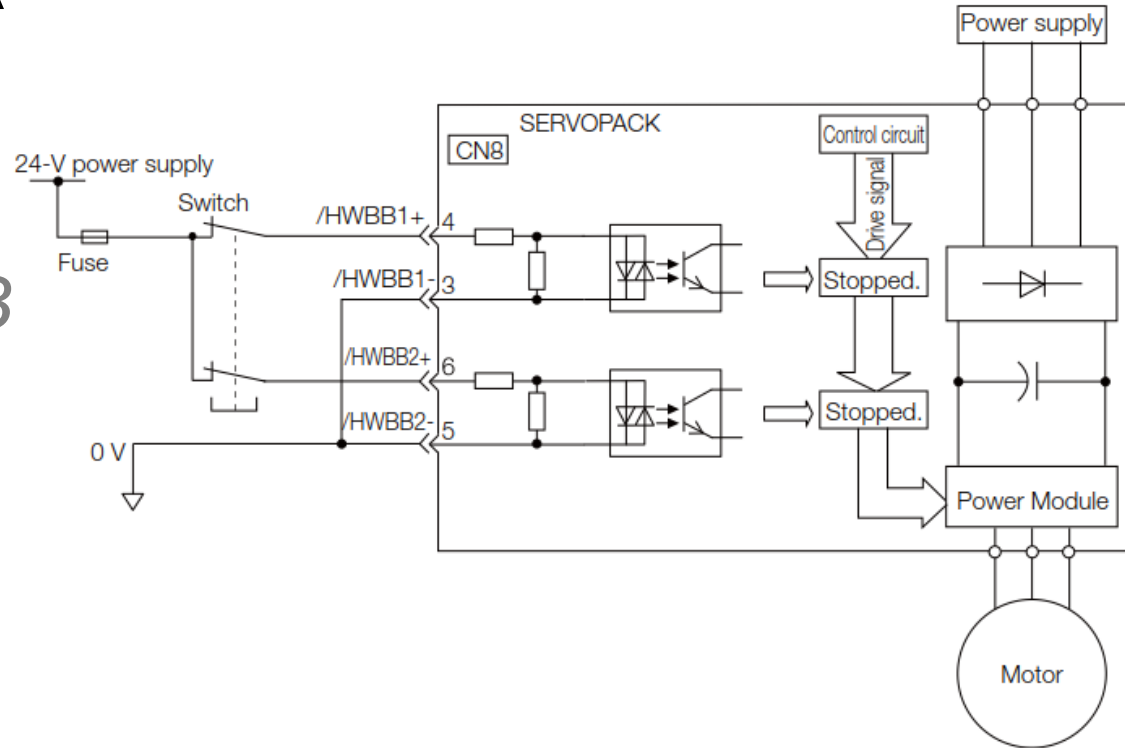 Power supply
SERVOPACK
CN8
Control circuit
Drive signal
24-V power supply
Switch
Fuse
/HWBB1+
4
/HWBB1-
3
Stopped.
/HWBB2+
6
/HWBB2-
5
Stopped.
0 V
Power Module
Motor